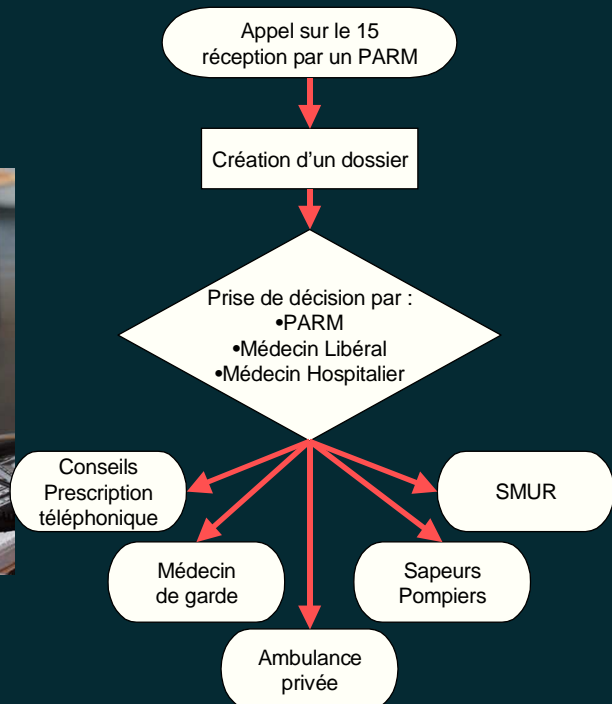 Appel sur le 15
réception par un PARM
Création d'un dossier
Prise de décision par :
•PARM
•Médecin Libéral
•Médecin Hospitalier
Conseils
Prescription
téléphonique
SMUR
Médecin
de garde
Sapeurs
Pompiers
Ambulance
privée